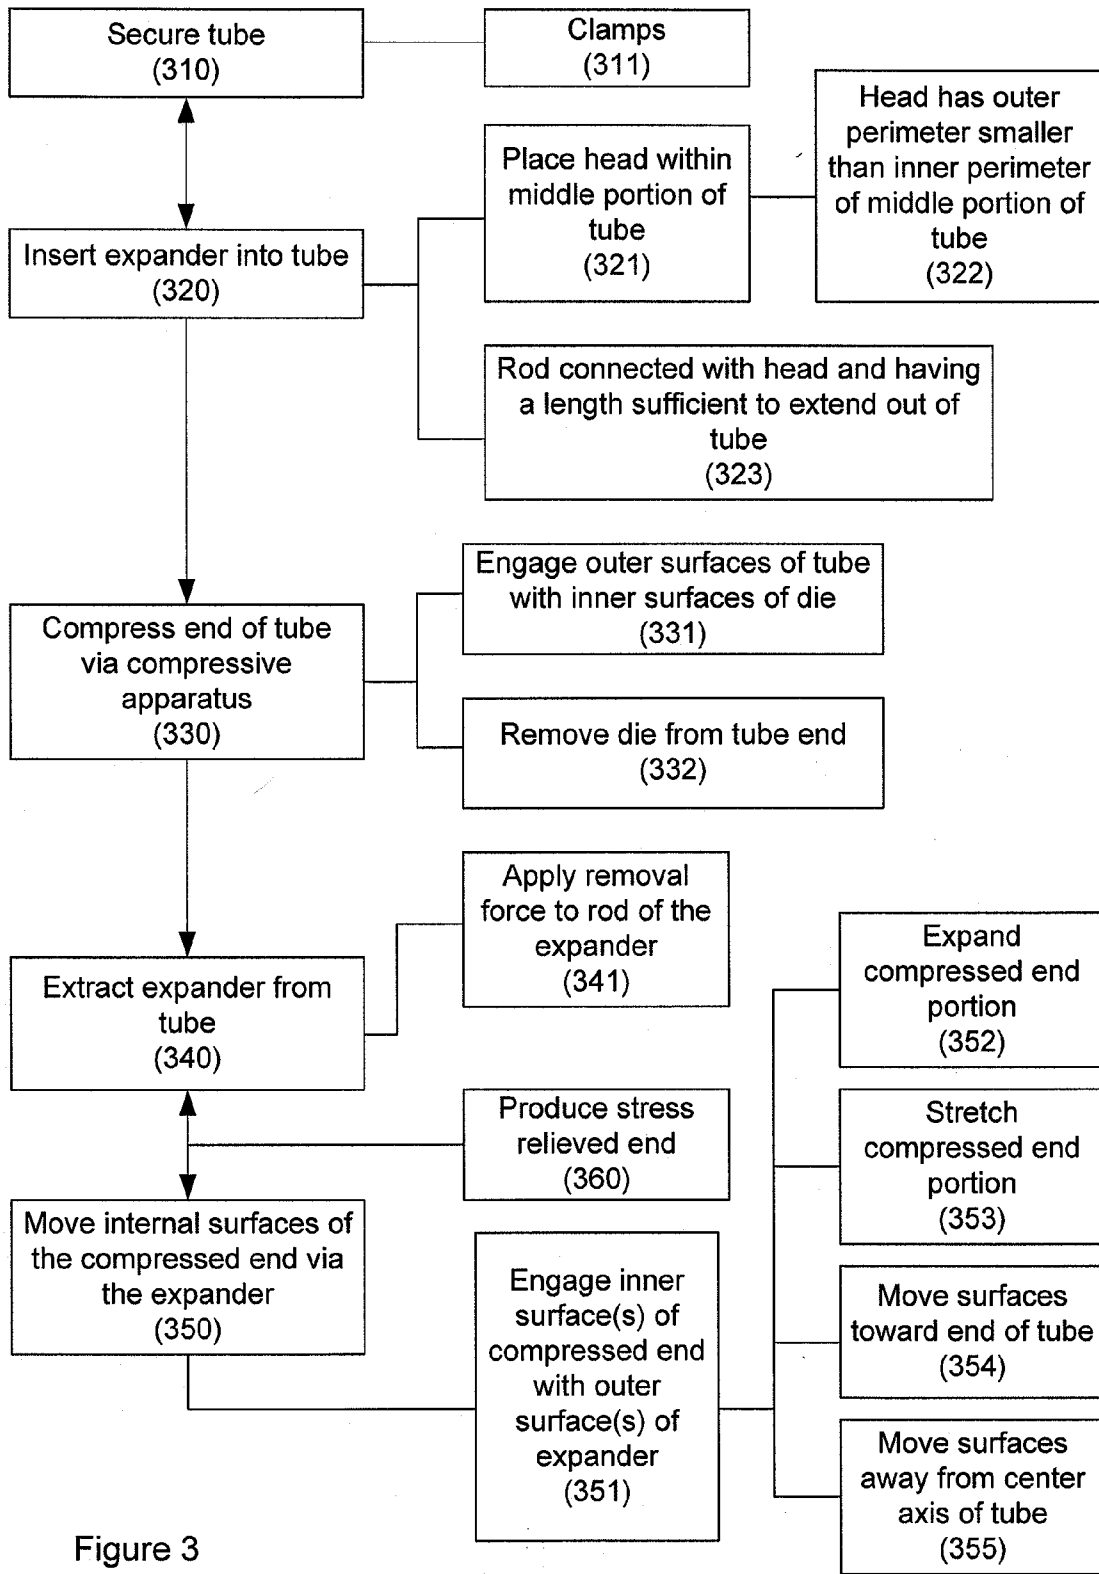 Secure tube
(310)
Clamps
(311)
Head has outer
perimeter smaller
than inner perimeter
of middle portion of
tube
(322)
Place head within
middle portion of
tube
(321)
Insert expander into tube
(320)
Rod connected with head and having
a length sufficient to extend out of
tube
(323)
Engage outer surfaces of tube
with inner surfaces of die
(331)
Compress end of tube
via compressive
apparatus
(330)
Remove die from tube end
(332)
Apply removal
force to rod of the
expander
(341)
Extract expander from
tube
(340)
Expand
compressed end
portion
(352)
Produce stress
relieved end
(360)
Stretch
compressed end
portion
(353)
Move internal surfaces of
the compressed end via
the expander
(350)
Engage inner
surface(s) of
compressed end
with outer
surface(s) of
expander
(351)
Move surfaces
toward end of tube
(354)
Move surfaces
away from center
axis of tube
(355)
Figure 3